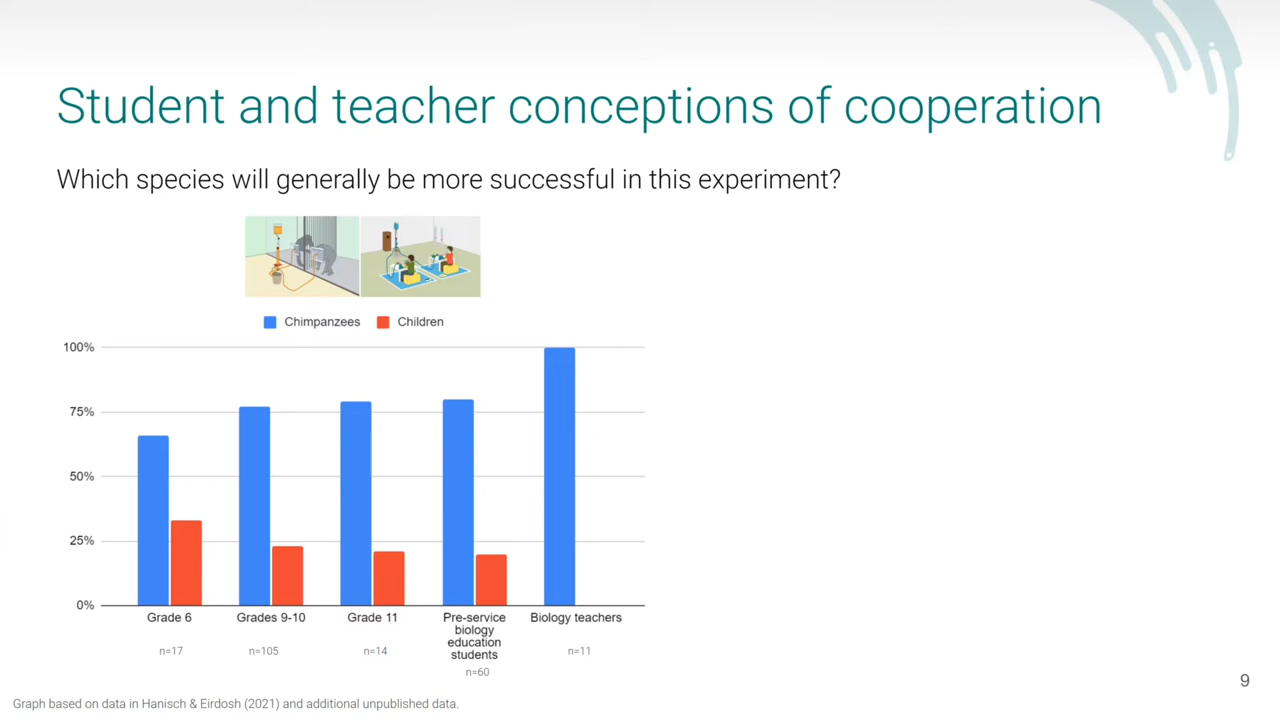 Student and teacher conceptions of cooperation
Which species will generally be more successful in this experiment?
Chimpanzees Children
100%
75%
50%
25%
0%
Grade 6 Grades 9-10 Grade 11 Pre-service Biology teachers
biology
education
students
n=17 n=105 n=14 n=11
n=60
9
Graph based on data in Hanisch & Eirdosh (2021) and additional unpublished data.